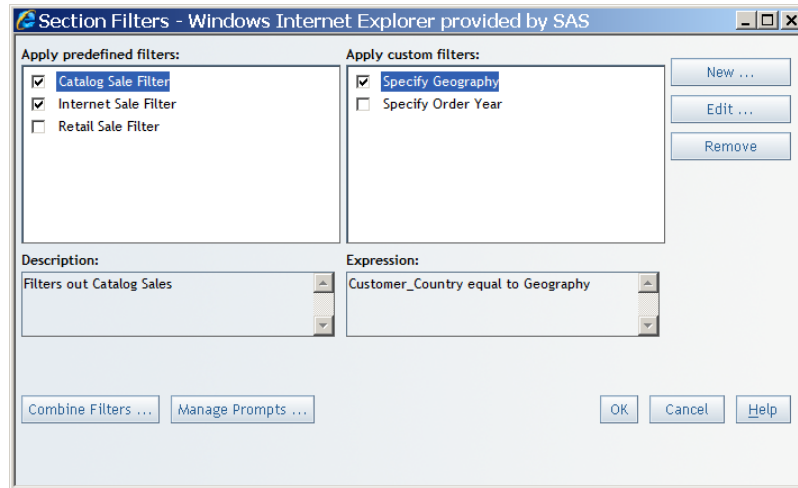 Section Filters - Windows Internet Explorer provided by SAS
Apply predefined filters:
Catalog Sale Filter
Internet Sale Filter
Retail Sale Filter
Apply custom filters:
Specify Geography
Specify Order Year
New ...
Edit ...
Remove
Description:
Filters out Catalog Sales
Expression:
Customer_Country equal to Geography
Combine Filters ...
Manage Prompts ...
OK
Cancel
Help